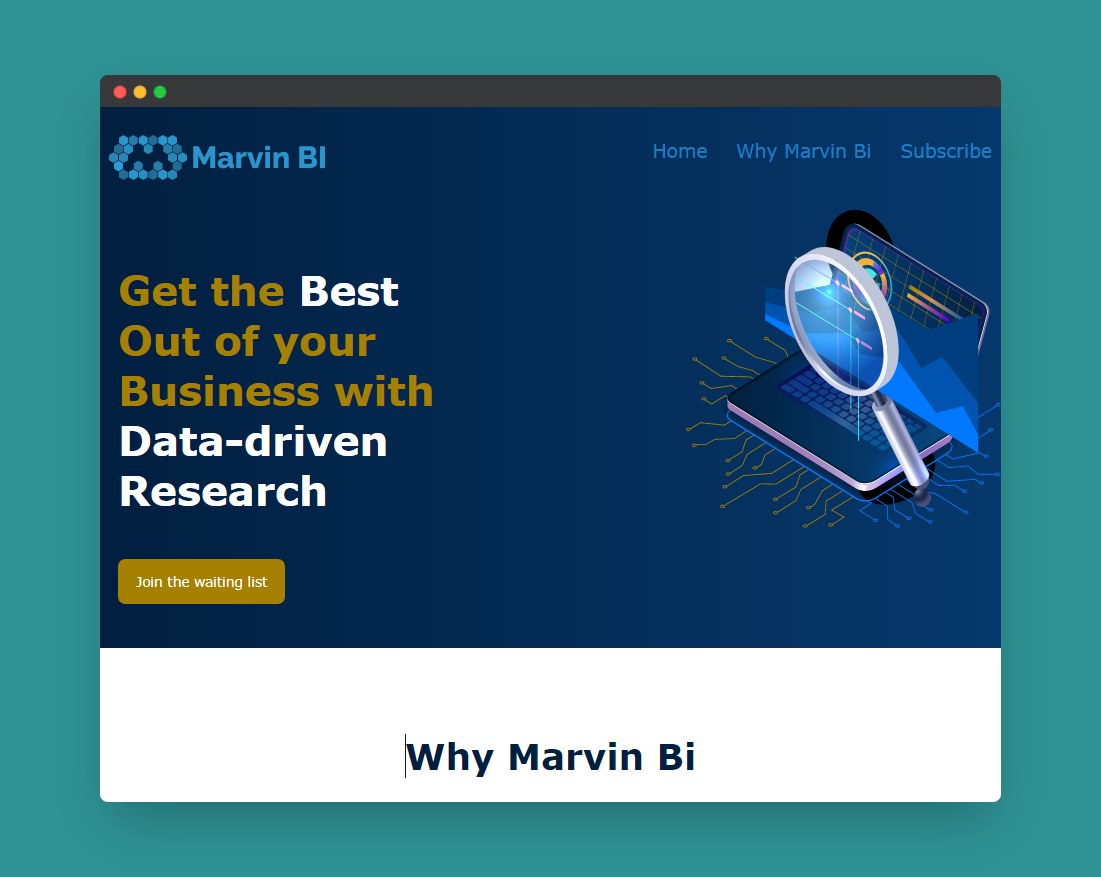 Marvin BI
Home Why Marvin Bi Subscribe
Get the Best
Out of your
Business with
Data-driven
Research
Join the waiting list
Why Marvin Bi